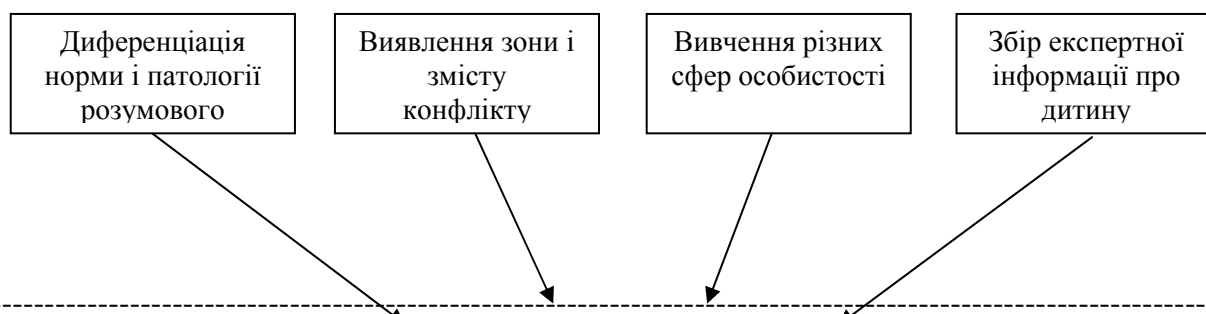 Диференціація
норми і патології
розумового
Виявлення зони і
змісту
конфлікту
Вивчення різних
сфер особистості
Збір експертної
інформації про
дитину